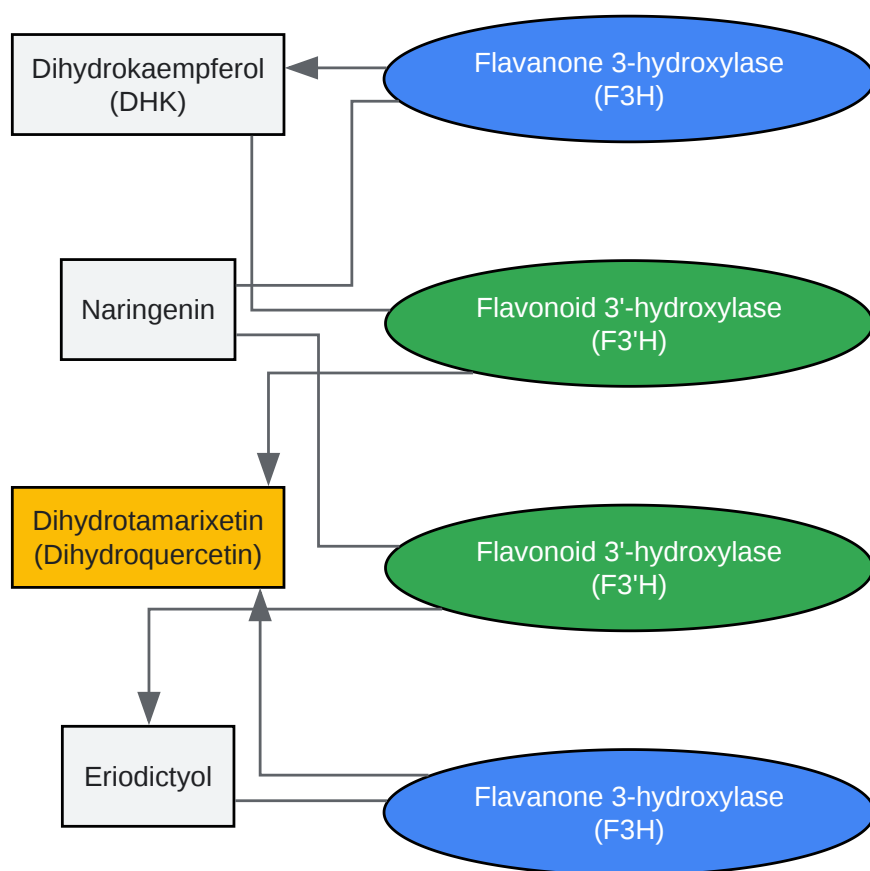 Dihydrokaempferol
(DHK)
Flavanone 3-hydroxylase
(F3H)
Naringenin
Flavonoid 3'-hydroxylase
(F3'H)
Dihydrotamarixetin
(Dihydroquercetin)
Flavonoid 3'-hydroxylase
(F3'H)
Eriodictyol
Flavanone 3-hydroxylase
(F3H)